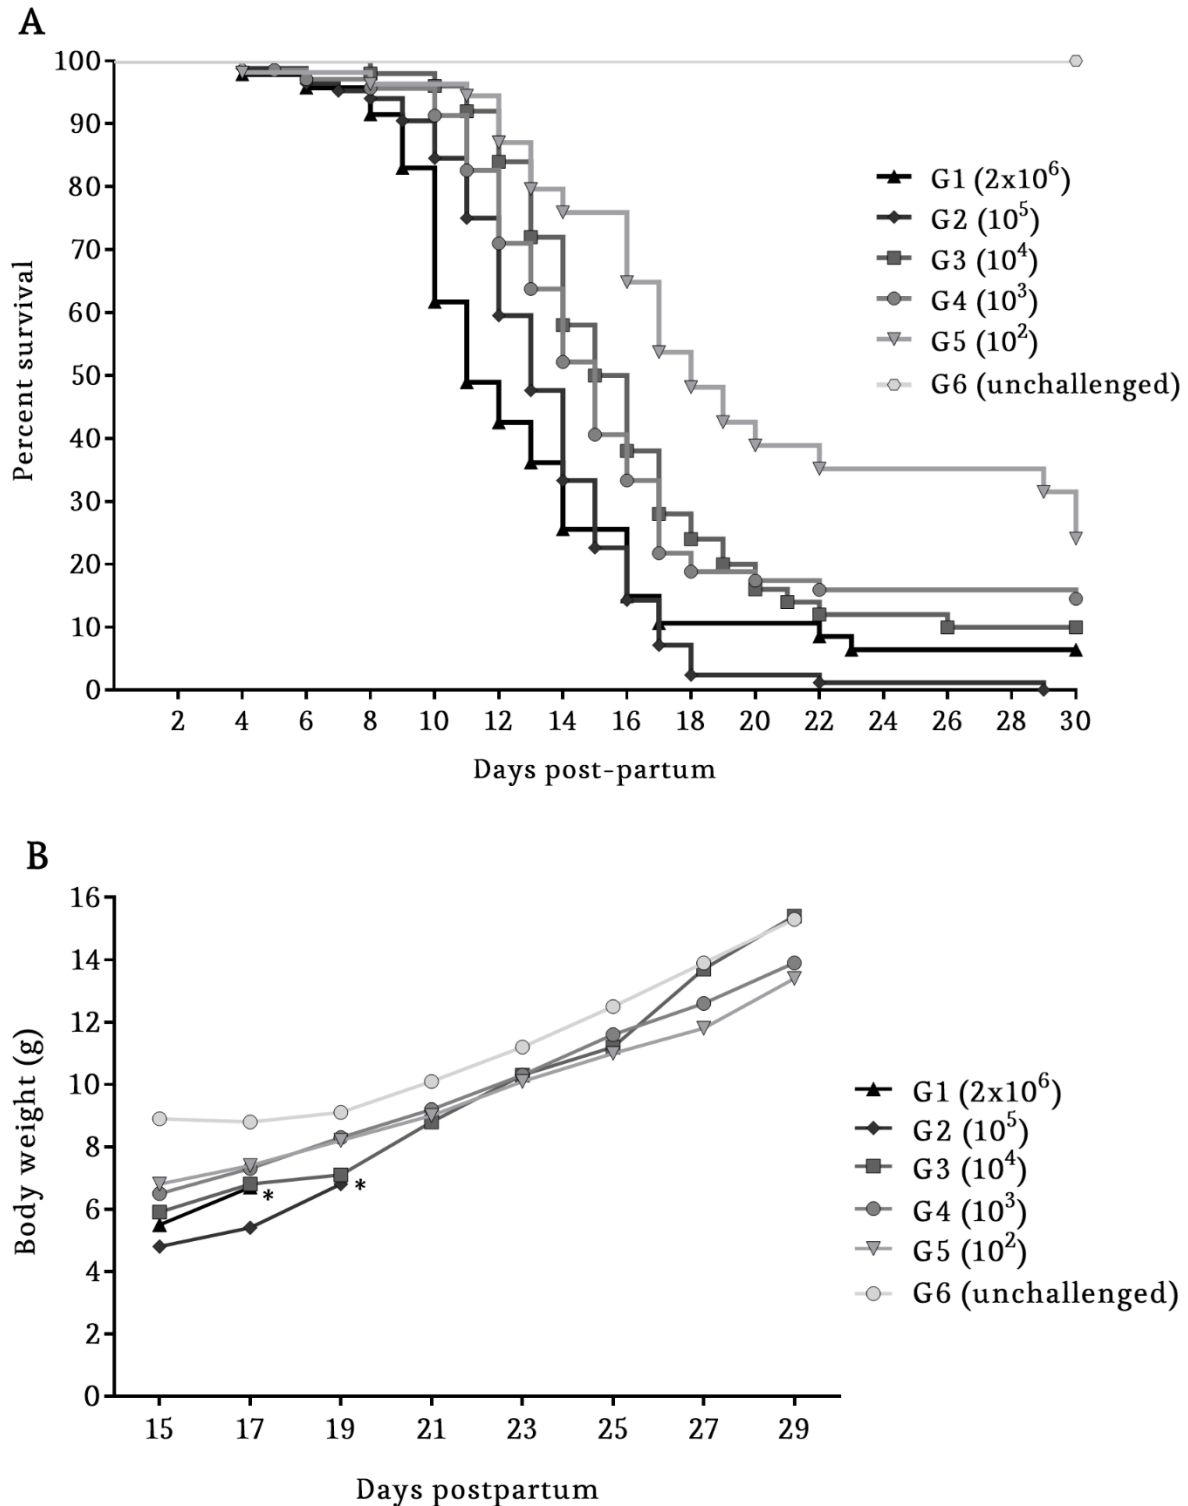 A
100
90
80
70
60
50
40
30
20
10
0
Percent survival
2 4 6 8 10 12 14 16 18 20 22 24 26 28 30
Days post-partum
G1 (2x10⁶)
G2 (10⁵)
G3 (10⁴)
G4 (10³)
G5 (10²)
G6 (unchallenged)
B
16
14
12
10
8
6
4
2
0
Body weight (g)
* *
15 17 19 21 23 25 27 29
Days postpartum
G1 (2x10⁶)
G2 (10⁵)
G3 (10⁴)
G4 (10³)
G5 (10²)
G6 (unchallenged)